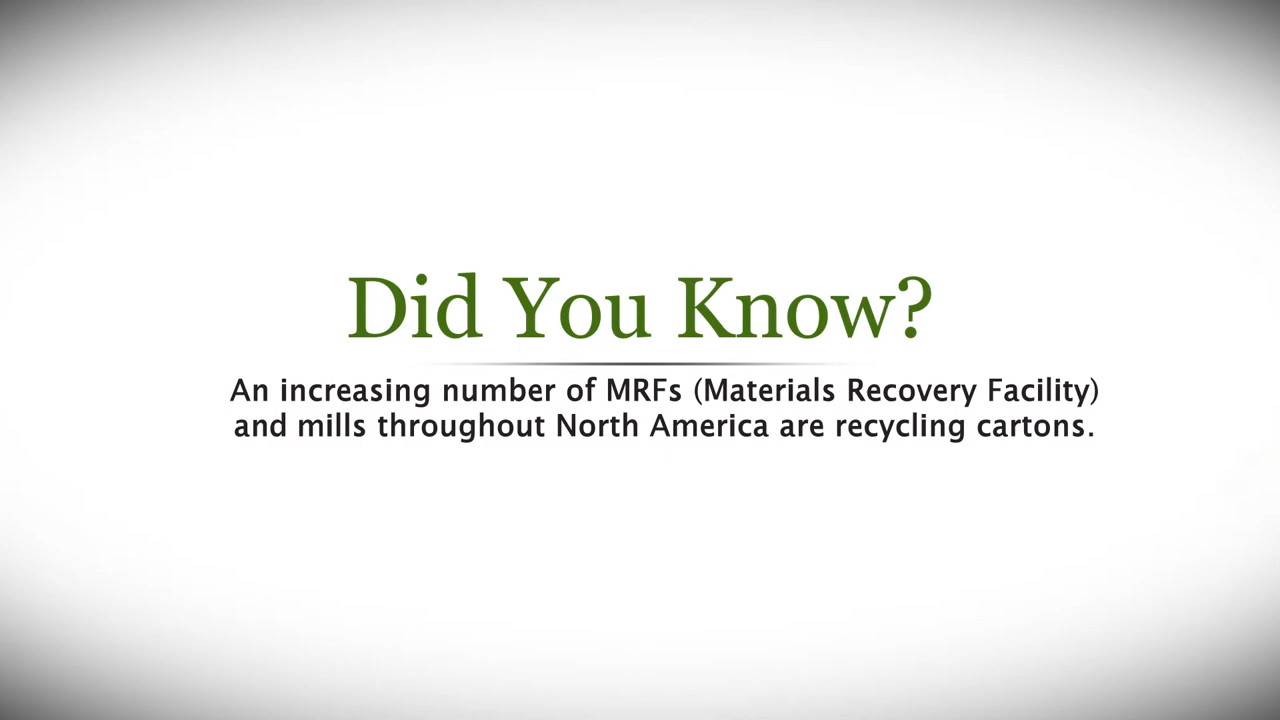 Did You Know?
An increasing number of MRFs (Materials Recovery Facility)
and mills throughout North America are recycling cartons.